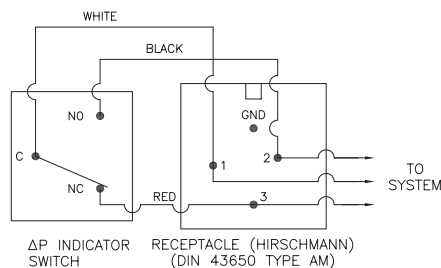 WHITE
BLACK
NO
GND
C
1
2
TO
SYSTEM
NC
RED
3
ΔP INDICATOR
SWITCH
RECEPTACLE (HIRSCHMANN)
(DIN 43650 TYPE AM)